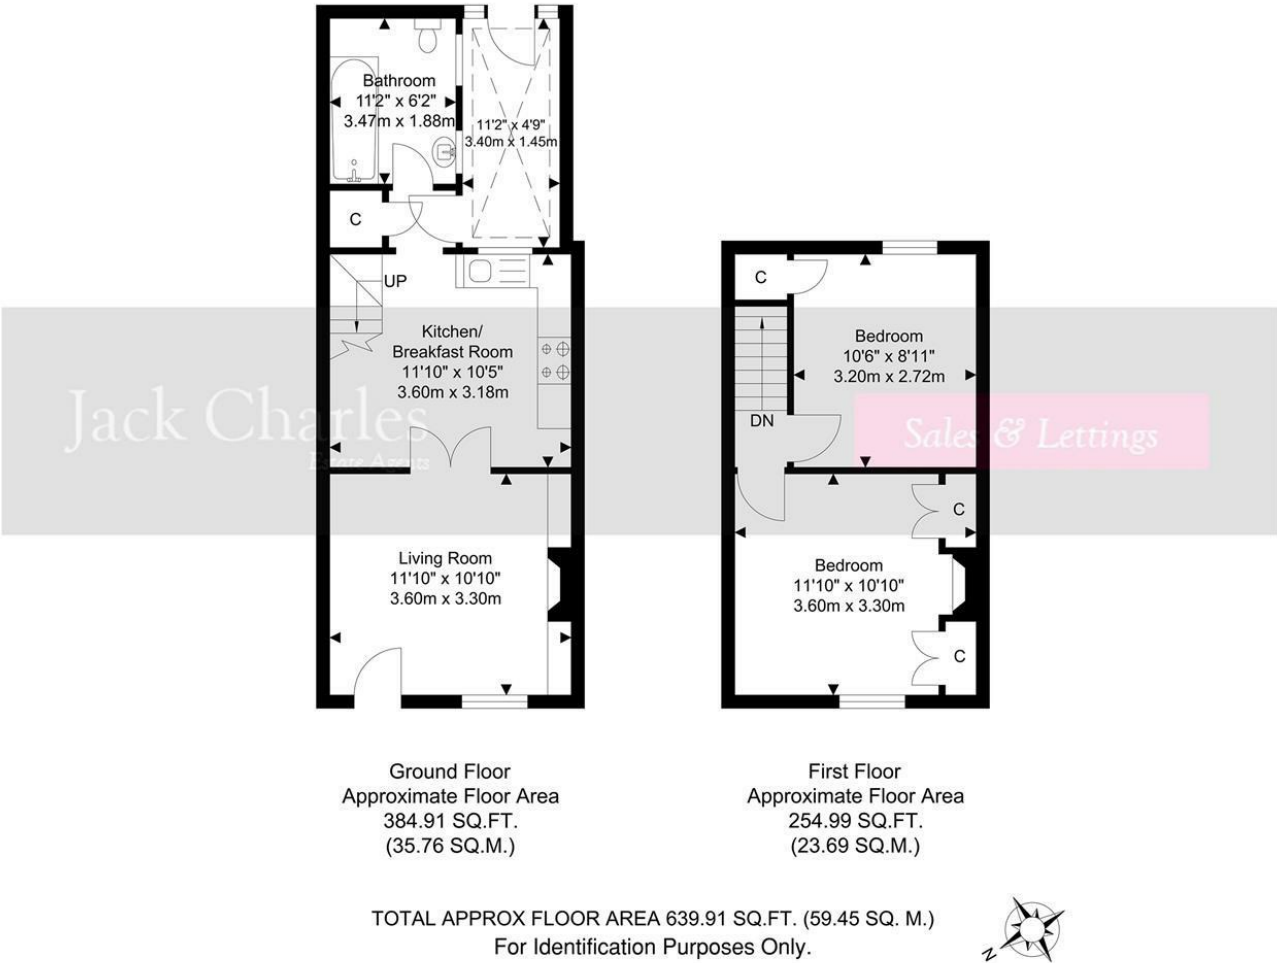 Bathroom
11'2" x 6'2"
3.47m x 1.88m
11'2" x 4'9"
3.40m x 1.45m
C
UP
Kitchen/
Breakfast Room
11'10" x 10'5"
3.60m x 3.18m
Living Room
11'10" x 10'10"
3.60m x 3.30m
C
Bedroom
10'6" x 8'11"
3.20m x 2.72m
DN
C
Bedroom
11'10" x 10'10"
3.60m x 3.30m
C
Jack Charles
Estate Agents
Sales & Lettings
Ground Floor
Approximate Floor Area
384.91 SQ.FT.
(35.76 SQ.M.)
First Floor
Approximate Floor Area
254.99 SQ.FT.
(23.69 SQ.M.)
TOTAL APPROX FLOOR AREA 639.91 SQ.FT. (59.45 SQ. M.)
For Identification Purposes Only.
N